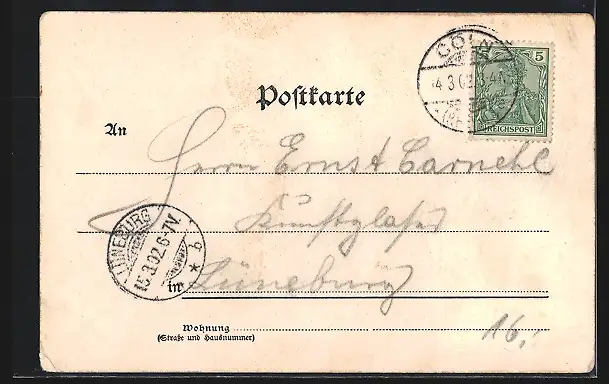 CÖLN
4.3.02
5 5
REICHSPOST
Postkarte
An
Herrn Ernst Carnehl
Kunstglaser
LÜNEBURG
15.3.02.6-7V.
* b
in Lüneburg
Wohnung
(Straße und Hausnummer)
16.